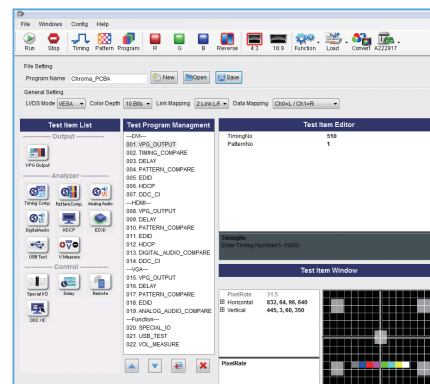 File Windows Config Help
Run Stop Timing Pattern Program R G B Reverse 4:3 16:9 Function Load Convert A222917
File Setting
Program Name Chroma_PCBA New Open Save
General Setting
LVDS Mode VESA Color Depth 10 Bits Link Mapping 2 Link L/F Data Mapping Ch0=L / Ch1=R
Test Item List
Output
VPG Output
Analyzer
Timing Comp. Pattern Comp. Analog Audio
DigitalAudio HDCP EDID
USB Test V.Measure
Control
Special I/O Delay Remote
DDC / IC
Test Program Managment
---DVI---
001. VPG_OUTPUT
002. TIMING_COMPARE
003. DELAY
004. PATTERN_COMPARE
005. EDID
006. HDCP
007. DDC_CI
---HDMI---
008. VPG_OUTPUT
009. DELAY
010. PATTERN_COMPARE
011. EDID
012. HDCP
013. DIGITAL_AUDIO_COMPARE
014. DDC_CI
---VGA---
015. VPG_OUTPUT
016. DELAY
017. PATTERN_COMPARE
018. EDID
019. ANALOG_AUDIO_COMPARE
---Function---
020. SPECIAL_IO
021. USB_TEST
022. VOL_MEASURE
Test Item Editor
TimingNo 510
PatternNo 1
TimingNo
Enter Timing Number(1~5000)
Test Item Window
PixelRate 31.5
Horizontal 832, 64, 96, 640
Vertical 445, 3, 60, 350
PixelRate